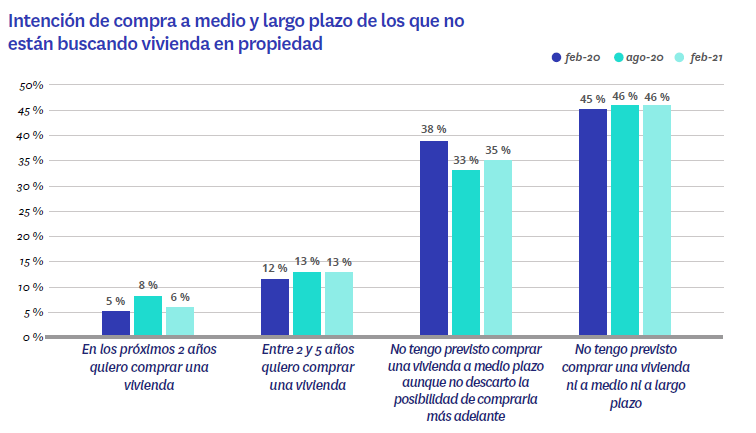 Intención de compra a medio y largo plazo de los que no
están buscando vivienda en propiedad
feb-20 ago-20 feb-21
50%
45%
40 %
35 %
30 %
25 %
20 %
15 %
10 %
5 %
0 %
5 %
8 %
6 %
12 %
13 %
13 %
38 %
33 %
35 %
45 %
46 %
46 %
En los próximos 2 años
quiero comprar una
vivienda
Entre 2 y 5 años
quiero comprar
una vivienda
No tengo previsto comprar
una vivienda a medio plazo
aunque no descarto la
posibilidad de comprarla
más adelante
No tengo previsto
comprar una vivienda
ni a medio ni a largo
plazo